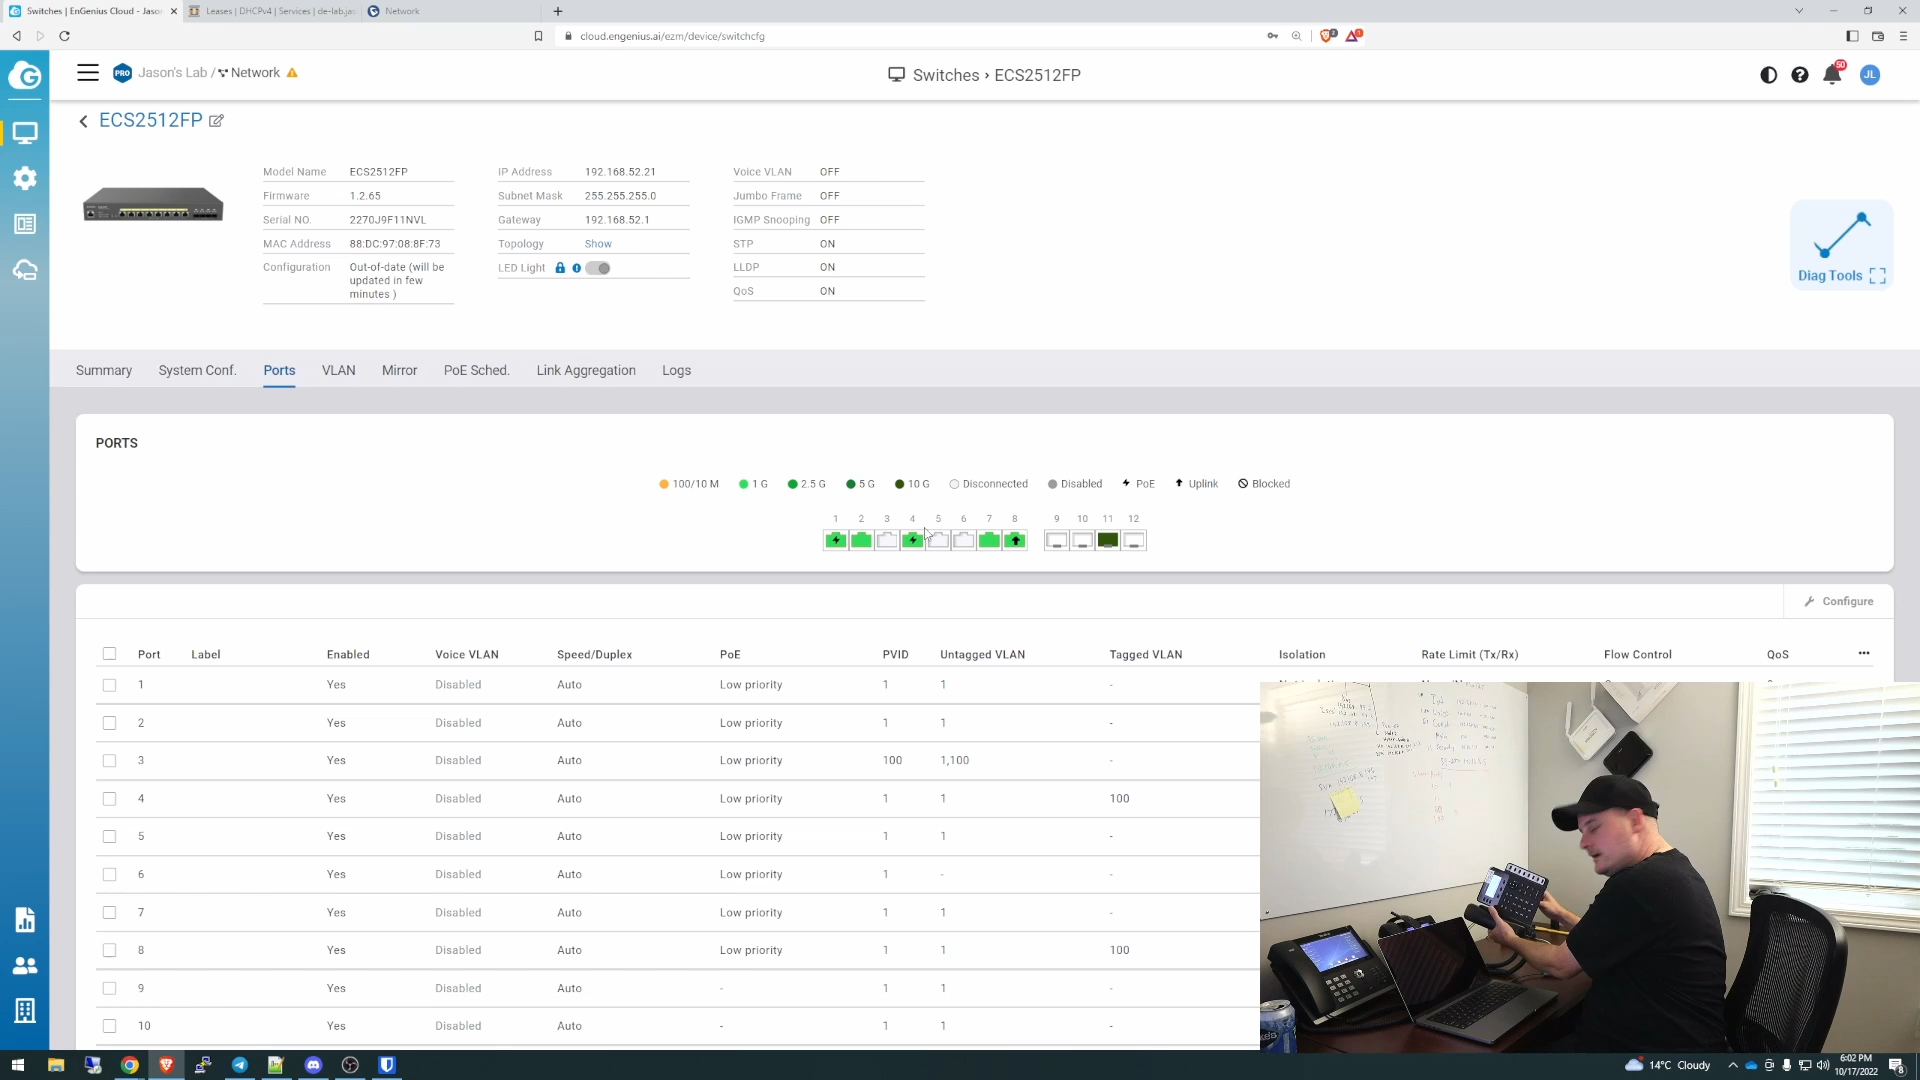 Switches | EnGenius Cloud - Jason
Leases | DHCPv4 | Services | de-lab.jas
Network
cloud.engenius.ai/ezm/device/switchcfg
PRO
Jason's Lab / Network
Switches › ECS2512FP
50
JL
ECS2512FP
Model Name ECS2512FP
Firmware 1.2.65
Serial NO. 2270J9F11NVL
MAC Address 88:DC:97:08:8F:73
Configuration Out-of-date (will be
updated in few
minutes )
IP Address 192.168.52.21
Subnet Mask 255.255.255.0
Gateway 192.168.52.1
Topology Show
LED Light
Voice VLAN OFF
Jumbo Frame OFF
IGMP Snooping OFF
STP ON
LLDP ON
QoS ON
Diag Tools
Summary System Conf. Ports VLAN Mirror PoE Sched. Link Aggregation Logs
PORTS
100/10 M 1 G 2.5 G 5 G 10 G Disconnected Disabled PoE Uplink Blocked
1 2 3 4 5 6 7 8 9 10 11 12
Configure
Port Label Enabled Voice VLAN Speed/Duplex PoE PVID Untagged VLAN Tagged VLAN Isolation Rate Limit (Tx/Rx) Flow Control QoS •••
1 Yes Disabled Auto Low priority 1 1 -
2 Yes Disabled Auto Low priority 1 1 -
3 Yes Disabled Auto Low priority 100 1,100 -
4 Yes Disabled Auto Low priority 1 1 100
5 Yes Disabled Auto Low priority 1 1 -
6 Yes Disabled Auto Low priority 1 - -
7 Yes Disabled Auto Low priority 1 1 -
8 Yes Disabled Auto Low priority 1 1 100
9 Yes Disabled Auto - 1 1 -
10 Yes Disabled Auto - 1 1 -
14°C Cloudy
6:02 PM
10/17/2022
8